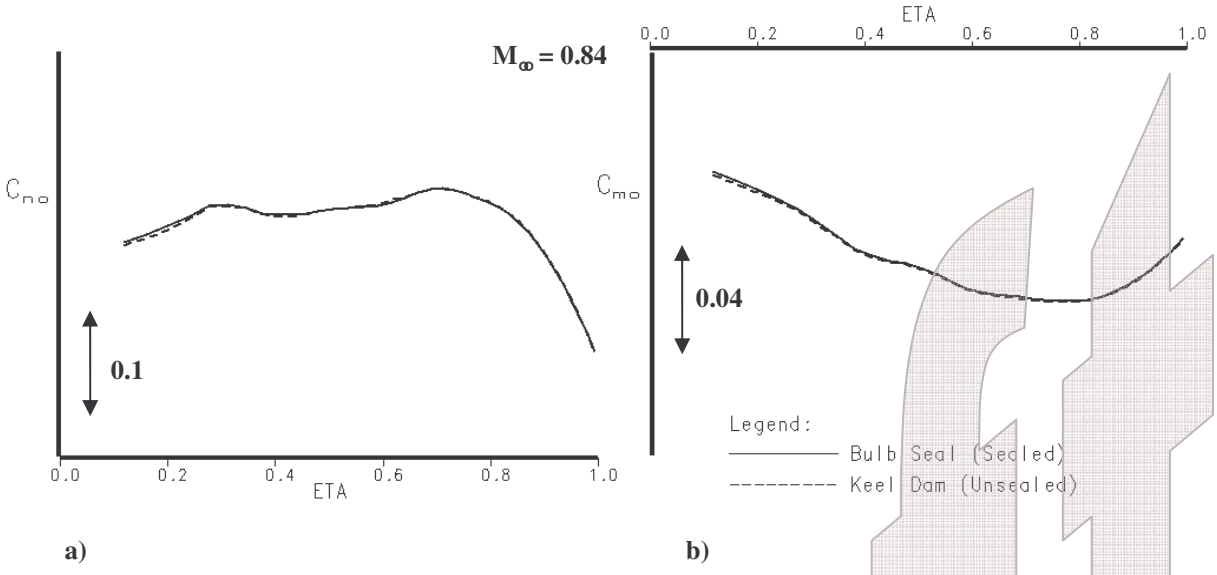 M∞ = 0.84
Cno
0.1
0.0 0.2 0.4 0.6 0.8 1.0
ETA
a)
ETA
0.0 0.2 0.4 0.6 0.8 1.0
Cmo
0.04
Legend:
Bulb Seal (Sealed)
Keel Dam (Unsealed)
b)